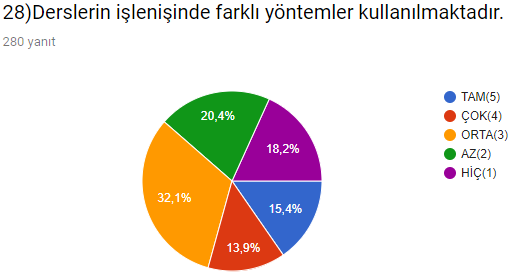 28)Derslerin işlenişinde farklı yöntemler kullanılmaktadır.
280 yanıt
TAM(5)
ÇOK(4)
ORTA(3)
AZ(2)
HİÇ(1)
20,4%
18,2%
32,1%
15,4%
13,9%